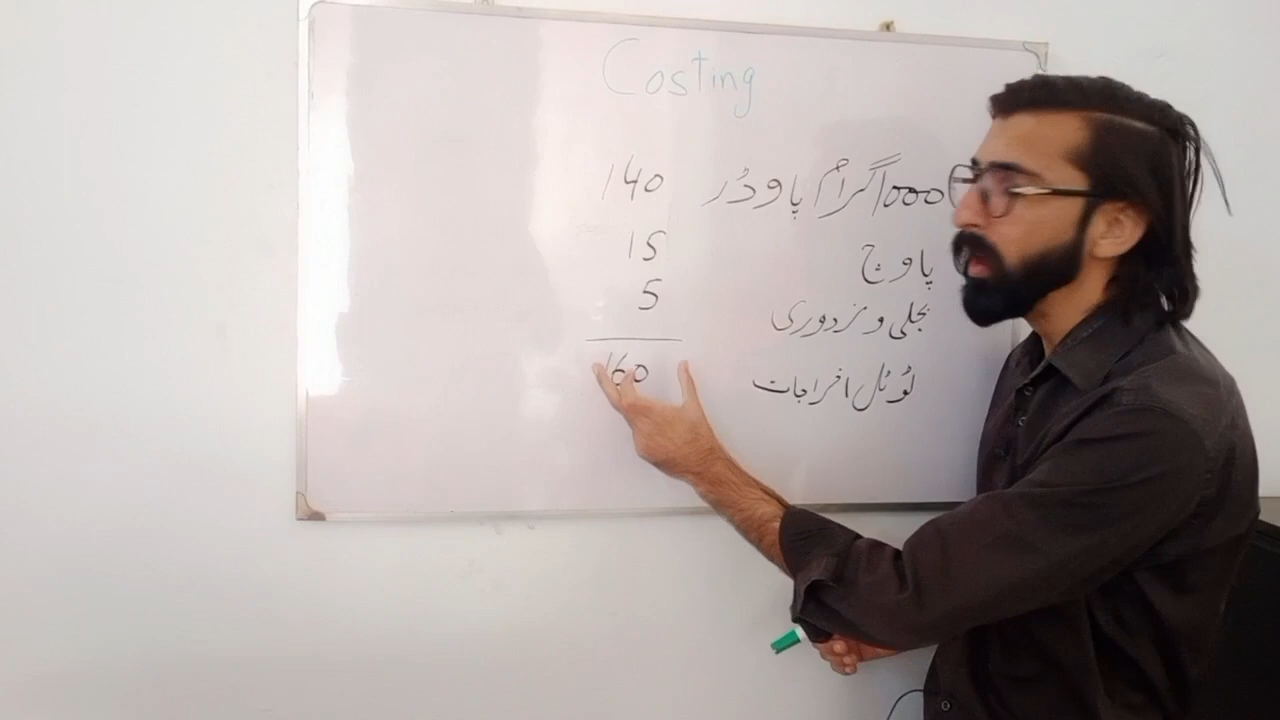 Costing
1000 گرام پاوڈر 140
پاوچ 15
بجلی و مزدوری 5
ٹوٹل اخراجات 160